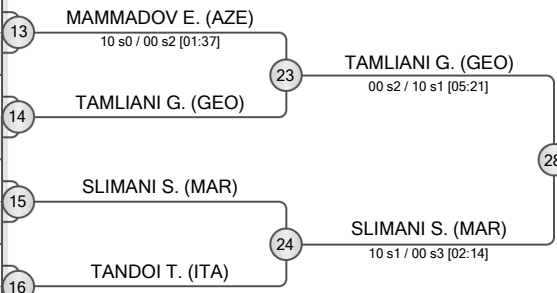 13
MAMMADOV E. (AZE)
10 s0 / 00 s2 [01:37]
23
TAMLIANI G. (GEO)
00 s2 / 10 s1 [05:21]
14
TAMLIANI G. (GEO)
28
15
SLIMANI S. (MAR)
24
SLIMANI S. (MAR)
10 s1 / 00 s3 [02:14]
16
TANDOI T. (ITA)